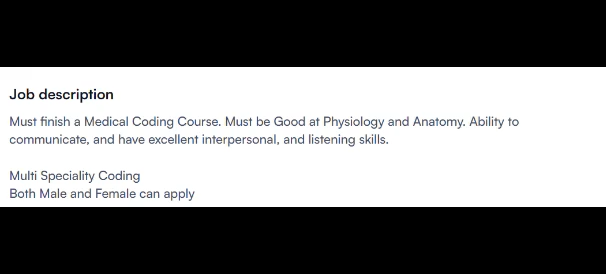 Job description
Must finish a Medical Coding Course. Must be Good at Physiology and Anatomy. Ability to
communicate, and have excellent interpersonal, and listening skills.
Multi Speciality Coding
Both Male and Female can apply